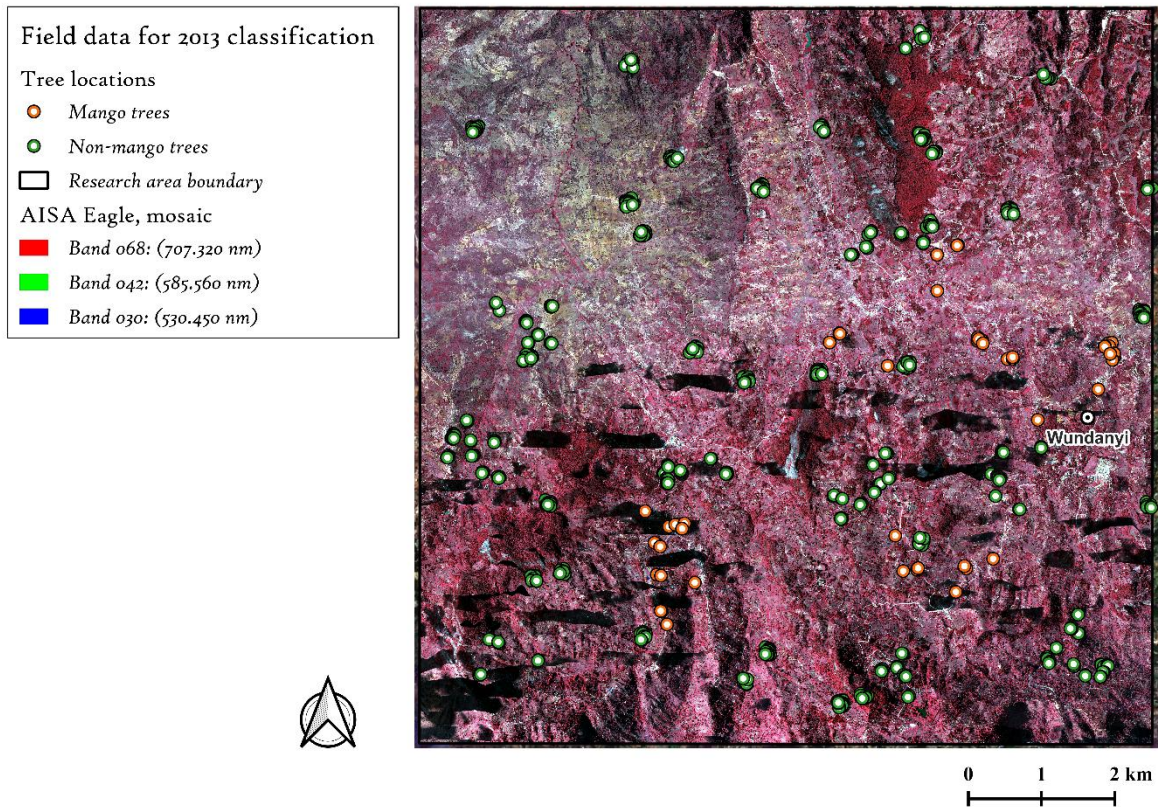 Field data for 2013 classification
Tree locations
Mango trees
Non-mango trees
Research area boundary
AISA Eagle, mosaic
Band 068: (707.320 nm)
Band 042: (585.560 nm)
Band 030: (530.450 nm)
Wundanyi
0 1 2 km